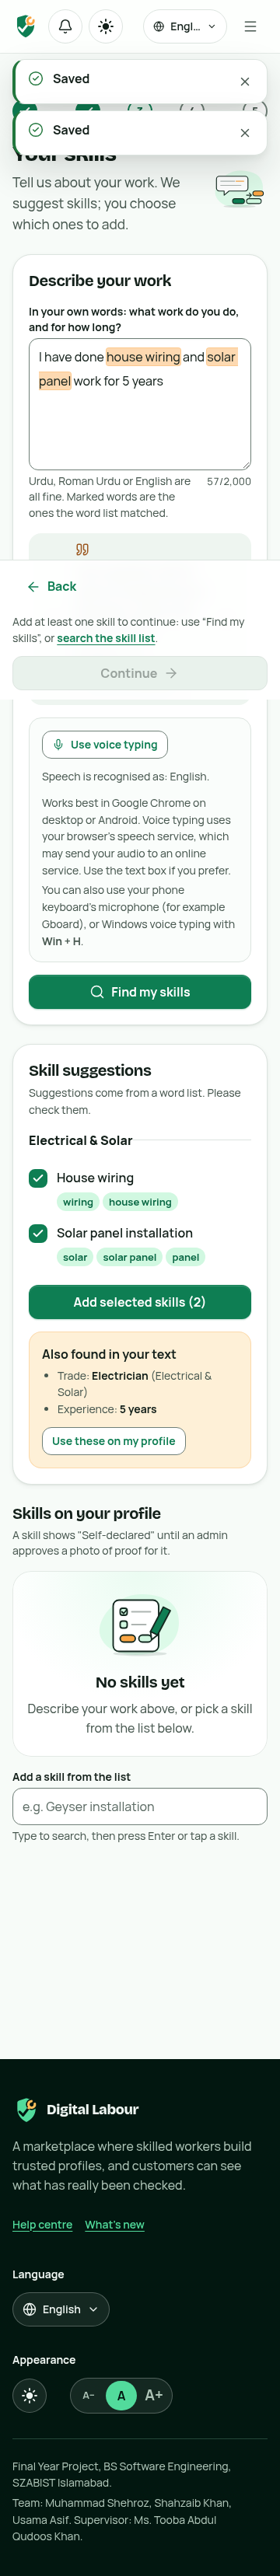 Engl...
Saved
Saved
3
4
5
Your Skills
Tell us about your work. We
suggest skills; you choose
which ones to add.
Describe your work
In your own words: what work do you do,
and for how long?
I have done house wiring and solar
panel work for 5 years
Urdu, Roman Urdu or English are
all fine. Marked words are the
ones the word list matched.
57/2,000
Back
Add at least one skill to continue: use "Find my
skills", or search the skill list.
Continue
Use voice typing
Speech is recognised as: English.
Works best in Google Chrome on
desktop or Android. Voice typing uses
your browser's speech service, which
may send your audio to an online
service. Use the text box if you prefer.
You can also use your phone
keyboard's microphone (for example
Gboard), or Windows voice typing with
Win + H.
Find my skills
Skill suggestions
Suggestions come from a word list. Please
check them.
Electrical & Solar
House wiring
wiring house wiring
Solar panel installation
solar solar panel panel
Add selected skills (2)
Also found in your text
• Trade: Electrician (Electrical &
Solar)
• Experience: 5 years
Use these on my profile
Skills on your profile
A skill shows "Self-declared" until an admin
approves a photo of proof for it.
No skills yet
Describe your work above, or pick a skill
from the list below.
Add a skill from the list
e.g. Geyser installation
Type to search, then press Enter or tap a skill.
Digital Labour
A marketplace where skilled workers build
trusted profiles, and customers can see
what has really been checked.
Help centre What's new
Language
English
Appearance
A- A A+
Final Year Project, BS Software Engineering,
SZABIST Islamabad.
Team: Muhammad Shehroz, Shahzaib Khan,
Usama Asif. Supervisor: Ms. Tooba Abdul
Qudoos Khan.